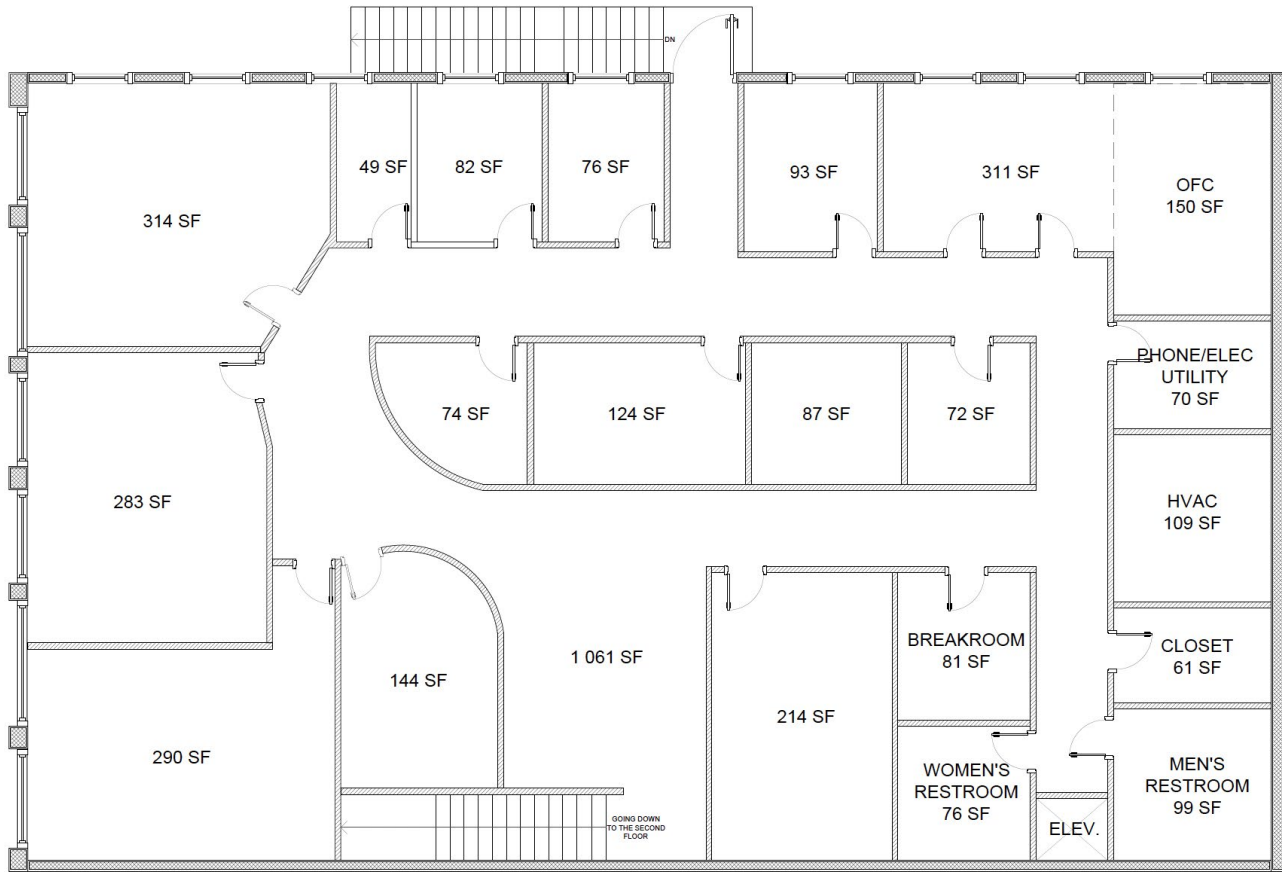 DN
49 SF
82 SF
76 SF
93 SF
311 SF
OFC
150 SF
314 SF
PHONE/ELEC
UTILITY
70 SF
74 SF
124 SF
87 SF
72 SF
283 SF
HVAC
109 SF
BREAKROOM
81 SF
CLOSET
61 SF
1 061 SF
144 SF
214 SF
290 SF
WOMEN'S
RESTROOM
76 SF
MEN'S
RESTROOM
99 SF
GOING DOWN
TO THE SECOND
FLOOR
ELEV.